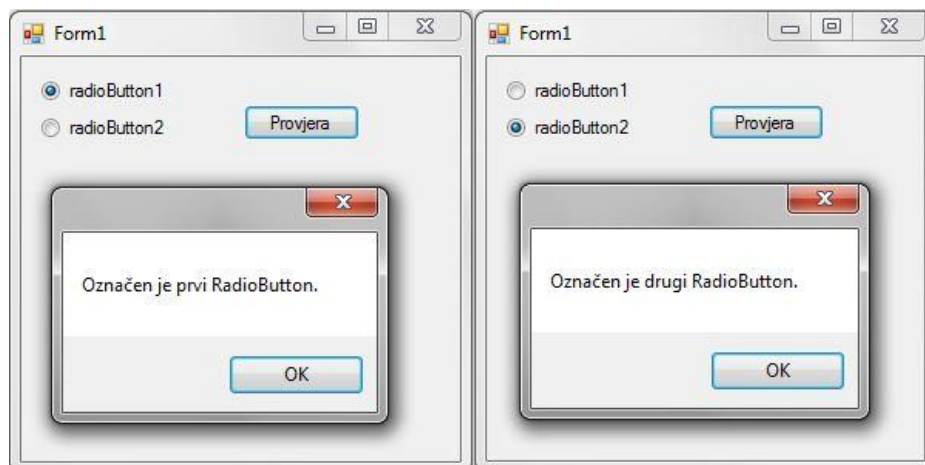 Form1
radioButton1
radioButton2
Provjera
Označen je prvi RadioButton.
OK
Form1
radioButton1
radioButton2
Provjera
Označen je drugi RadioButton.
OK